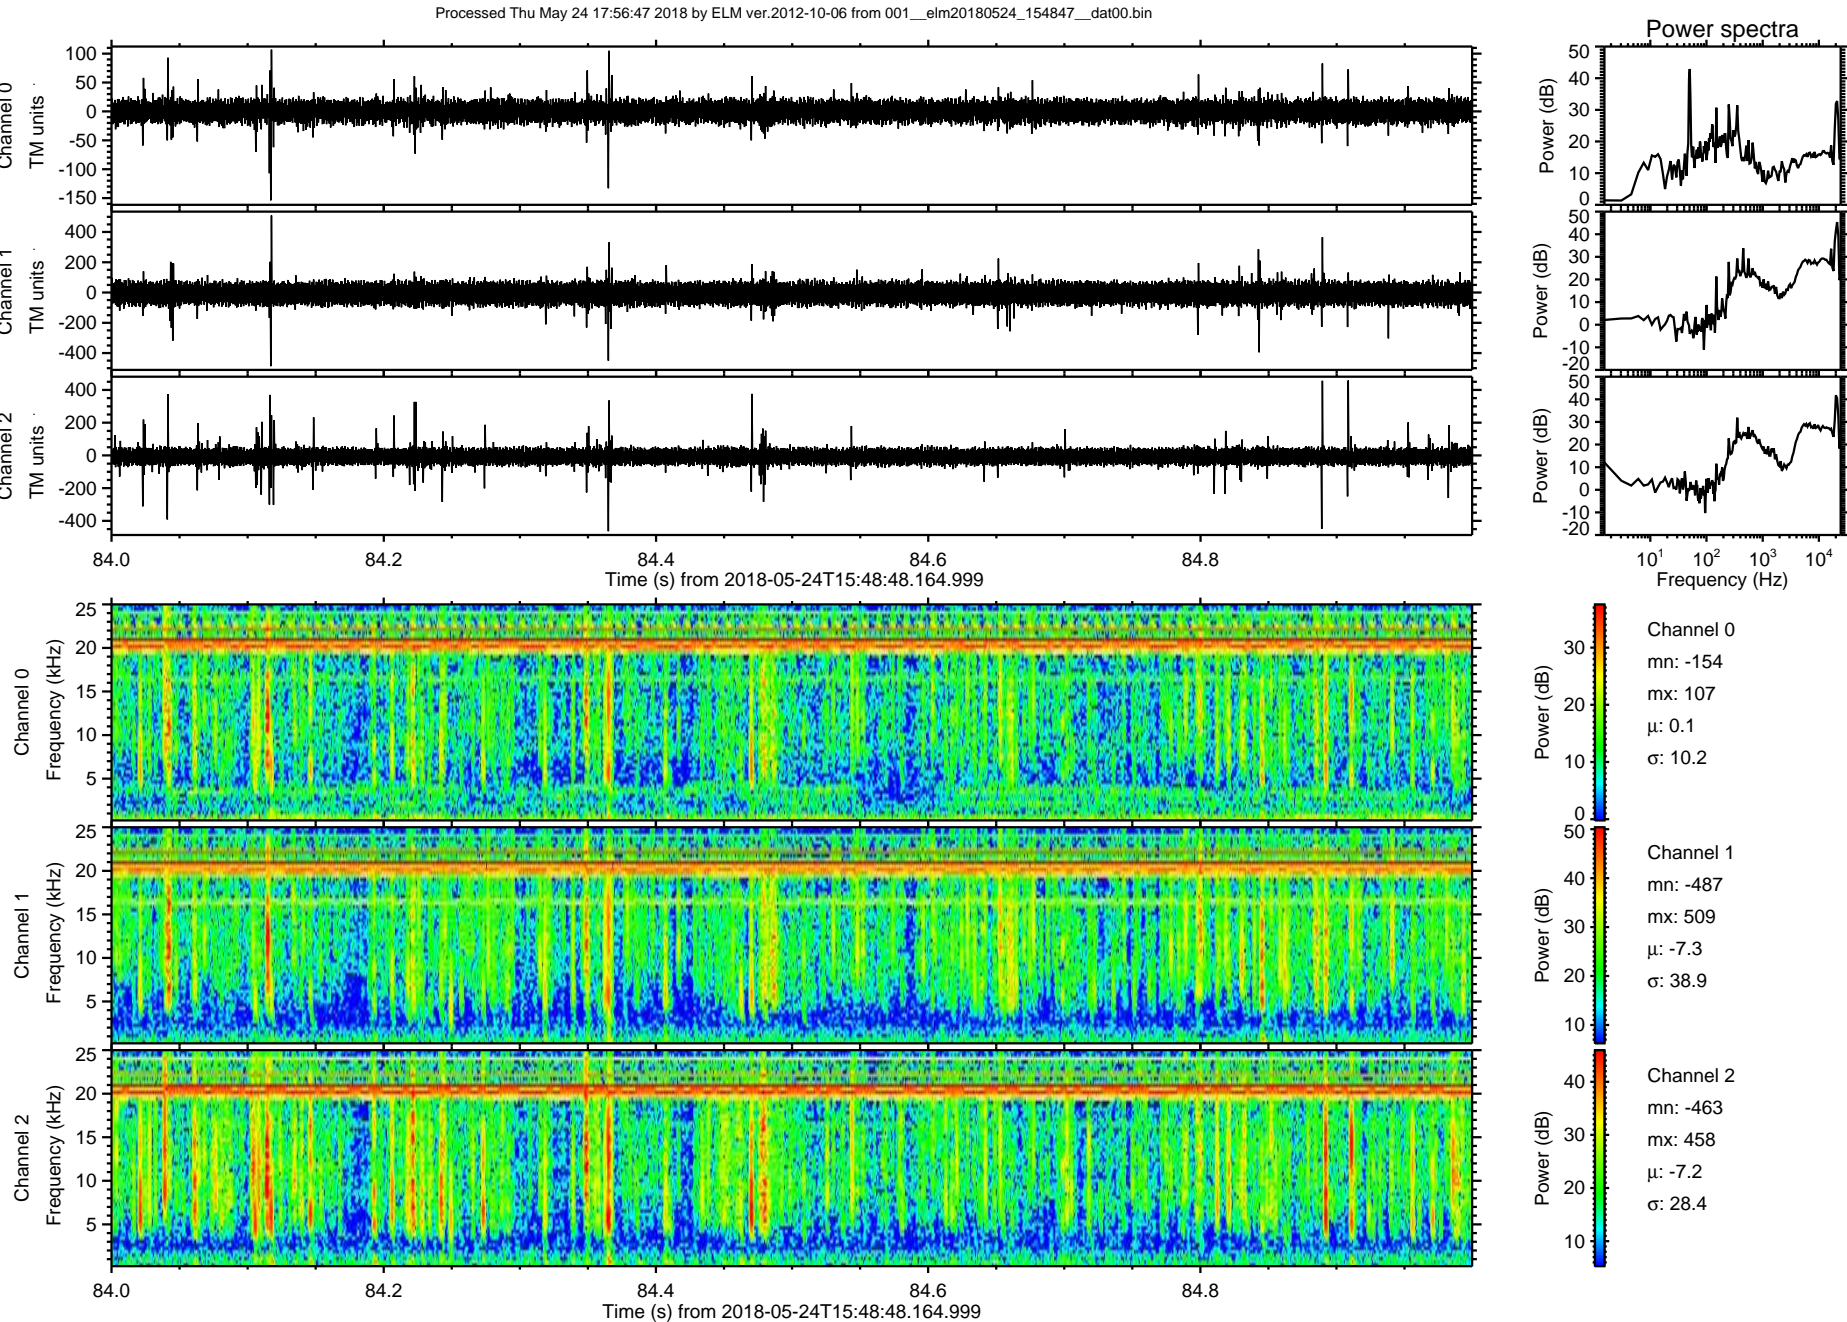 Processed Thu May 24 17:56:47 2018 by ELM ver.2012-10-06 from 001__elm20180524_154847__dat00.bin
Power spectra
Channel 0
TM units
100
50
0
-50
-100
-150
Power (dB)
50
40
30
20
10
0
Channel 1
TM units
400
200
0
-200
-400
Power (dB)
50
40
30
20
10
0
-10
-20
Channel 2
TM units
400
200
0
-200
-400
Power (dB)
50
40
30
20
10
0
-10
-20
84.0 84.2 84.4 84.6 84.8
Time (s) from 2018-05-24T15:48:48.164.999
10¹ 10² 10³ 10⁴
Frequency (Hz)
Channel 0
Frequency (kHz)
25
20
15
10
5
Power (dB)
30
20
10
0
Channel 0
mn: -154
mx: 107
μ: 0.1
σ: 10.2
Channel 1
Frequency (kHz)
25
20
15
10
5
Power (dB)
50
40
30
20
10
Channel 1
mn: -487
mx: 509
μ: -7.3
σ: 38.9
Channel 2
Frequency (kHz)
25
20
15
10
5
Power (dB)
40
30
20
10
Channel 2
mn: -463
mx: 458
μ: -7.2
σ: 28.4
84.0 84.2 84.4 84.6 84.8
Time (s) from 2018-05-24T15:48:48.164.999